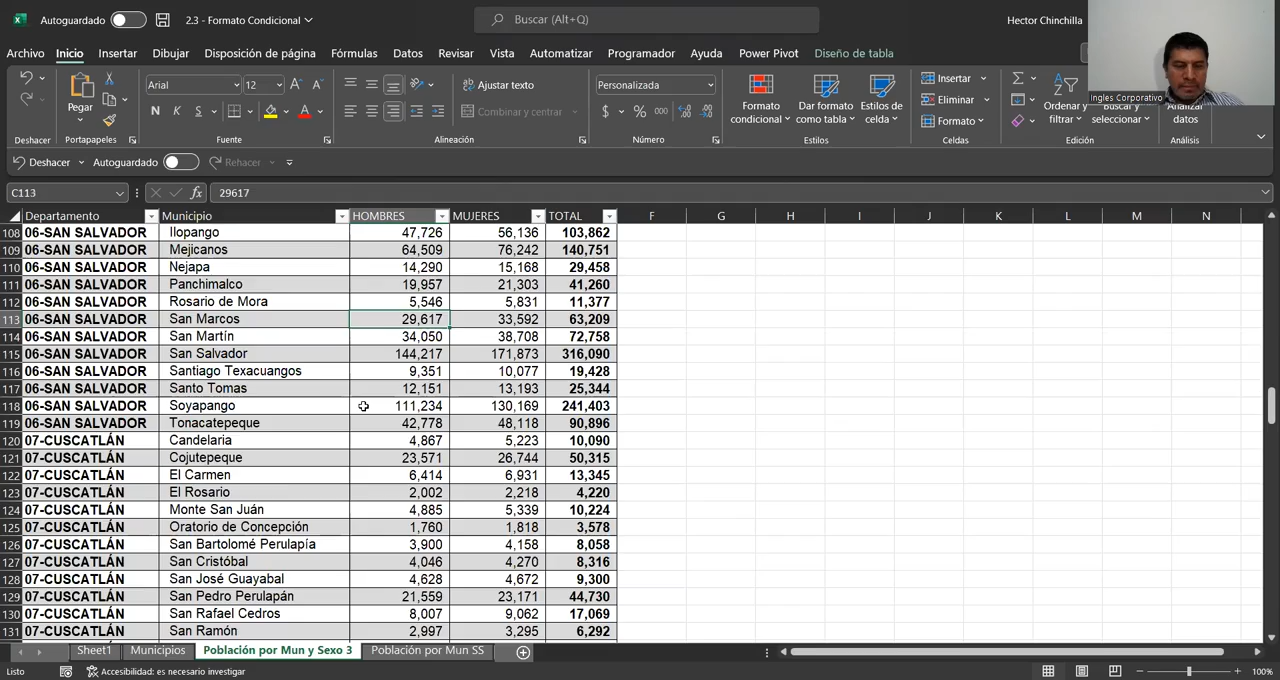 Autoguardado 2.3 - Formato Condicional Buscar (Alt+Q) Hector Chinchilla
Archivo Inicio Insertar Dibujar Disposición de página Fórmulas Datos Revisar Vista Automatizar Programador Ayuda Power Pivot Diseño de tabla
Pegar Arial 12 Ajustar texto Personalizada Formato condicional Dar formato como tabla Estilos de celda Insertar Ordenar y filtrar Buscar y seleccionar Analizar datos
N K S Combinar y centrar $ % 000 Eliminar
Formato
Ingles Corporativo
Deshacer Portapapeles Fuente Alineación Número Estilos Celdas Edición Análisis
Deshacer Autoguardado Rehacer
C113 fx 29617
Departamento Municipio HOMBRES MUJERES TOTAL F G H I J K L M N
108 06-SAN SALVADOR Ilopango 47,726 56,136 103,862
109 06-SAN SALVADOR Mejicanos 64,509 76,242 140,751
110 06-SAN SALVADOR Nejapa 14,290 15,168 29,458
111 06-SAN SALVADOR Panchimalco 19,957 21,303 41,260
112 06-SAN SALVADOR Rosario de Mora 5,546 5,831 11,377
113 06-SAN SALVADOR San Marcos 29,617 33,592 63,209
114 06-SAN SALVADOR San Martín 34,050 38,708 72,758
115 06-SAN SALVADOR San Salvador 144,217 171,873 316,090
116 06-SAN SALVADOR Santiago Texacuangos 9,351 10,077 19,428
117 06-SAN SALVADOR Santo Tomas 12,151 13,193 25,344
118 06-SAN SALVADOR Soyapango 111,234 130,169 241,403
119 06-SAN SALVADOR Tonacatepeque 42,778 48,118 90,896
120 07-CUSCATLÁN Candelaria 4,867 5,223 10,090
121 07-CUSCATLÁN Cojutepeque 23,571 26,744 50,315
122 07-CUSCATLÁN El Carmen 6,414 6,931 13,345
123 07-CUSCATLÁN El Rosario 2,002 2,218 4,220
124 07-CUSCATLÁN Monte San Juán 4,885 5,339 10,224
125 07-CUSCATLÁN Oratorio de Concepción 1,760 1,818 3,578
126 07-CUSCATLÁN San Bartolomé Perulapía 3,900 4,158 8,058
127 07-CUSCATLÁN San Cristóbal 4,046 4,270 8,316
128 07-CUSCATLÁN San José Guayabal 4,628 4,672 9,300
129 07-CUSCATLÁN San Pedro Perulapán 21,559 23,171 44,730
130 07-CUSCATLÁN San Rafael Cedros 8,007 9,062 17,069
131 07-CUSCATLÁN San Ramón 2,997 3,295 6,292
Sheet1 Municipios Población por Mun y Sexo 3 Población por Mun SS
Listo Accesibilidad: es necesario investigar 100%